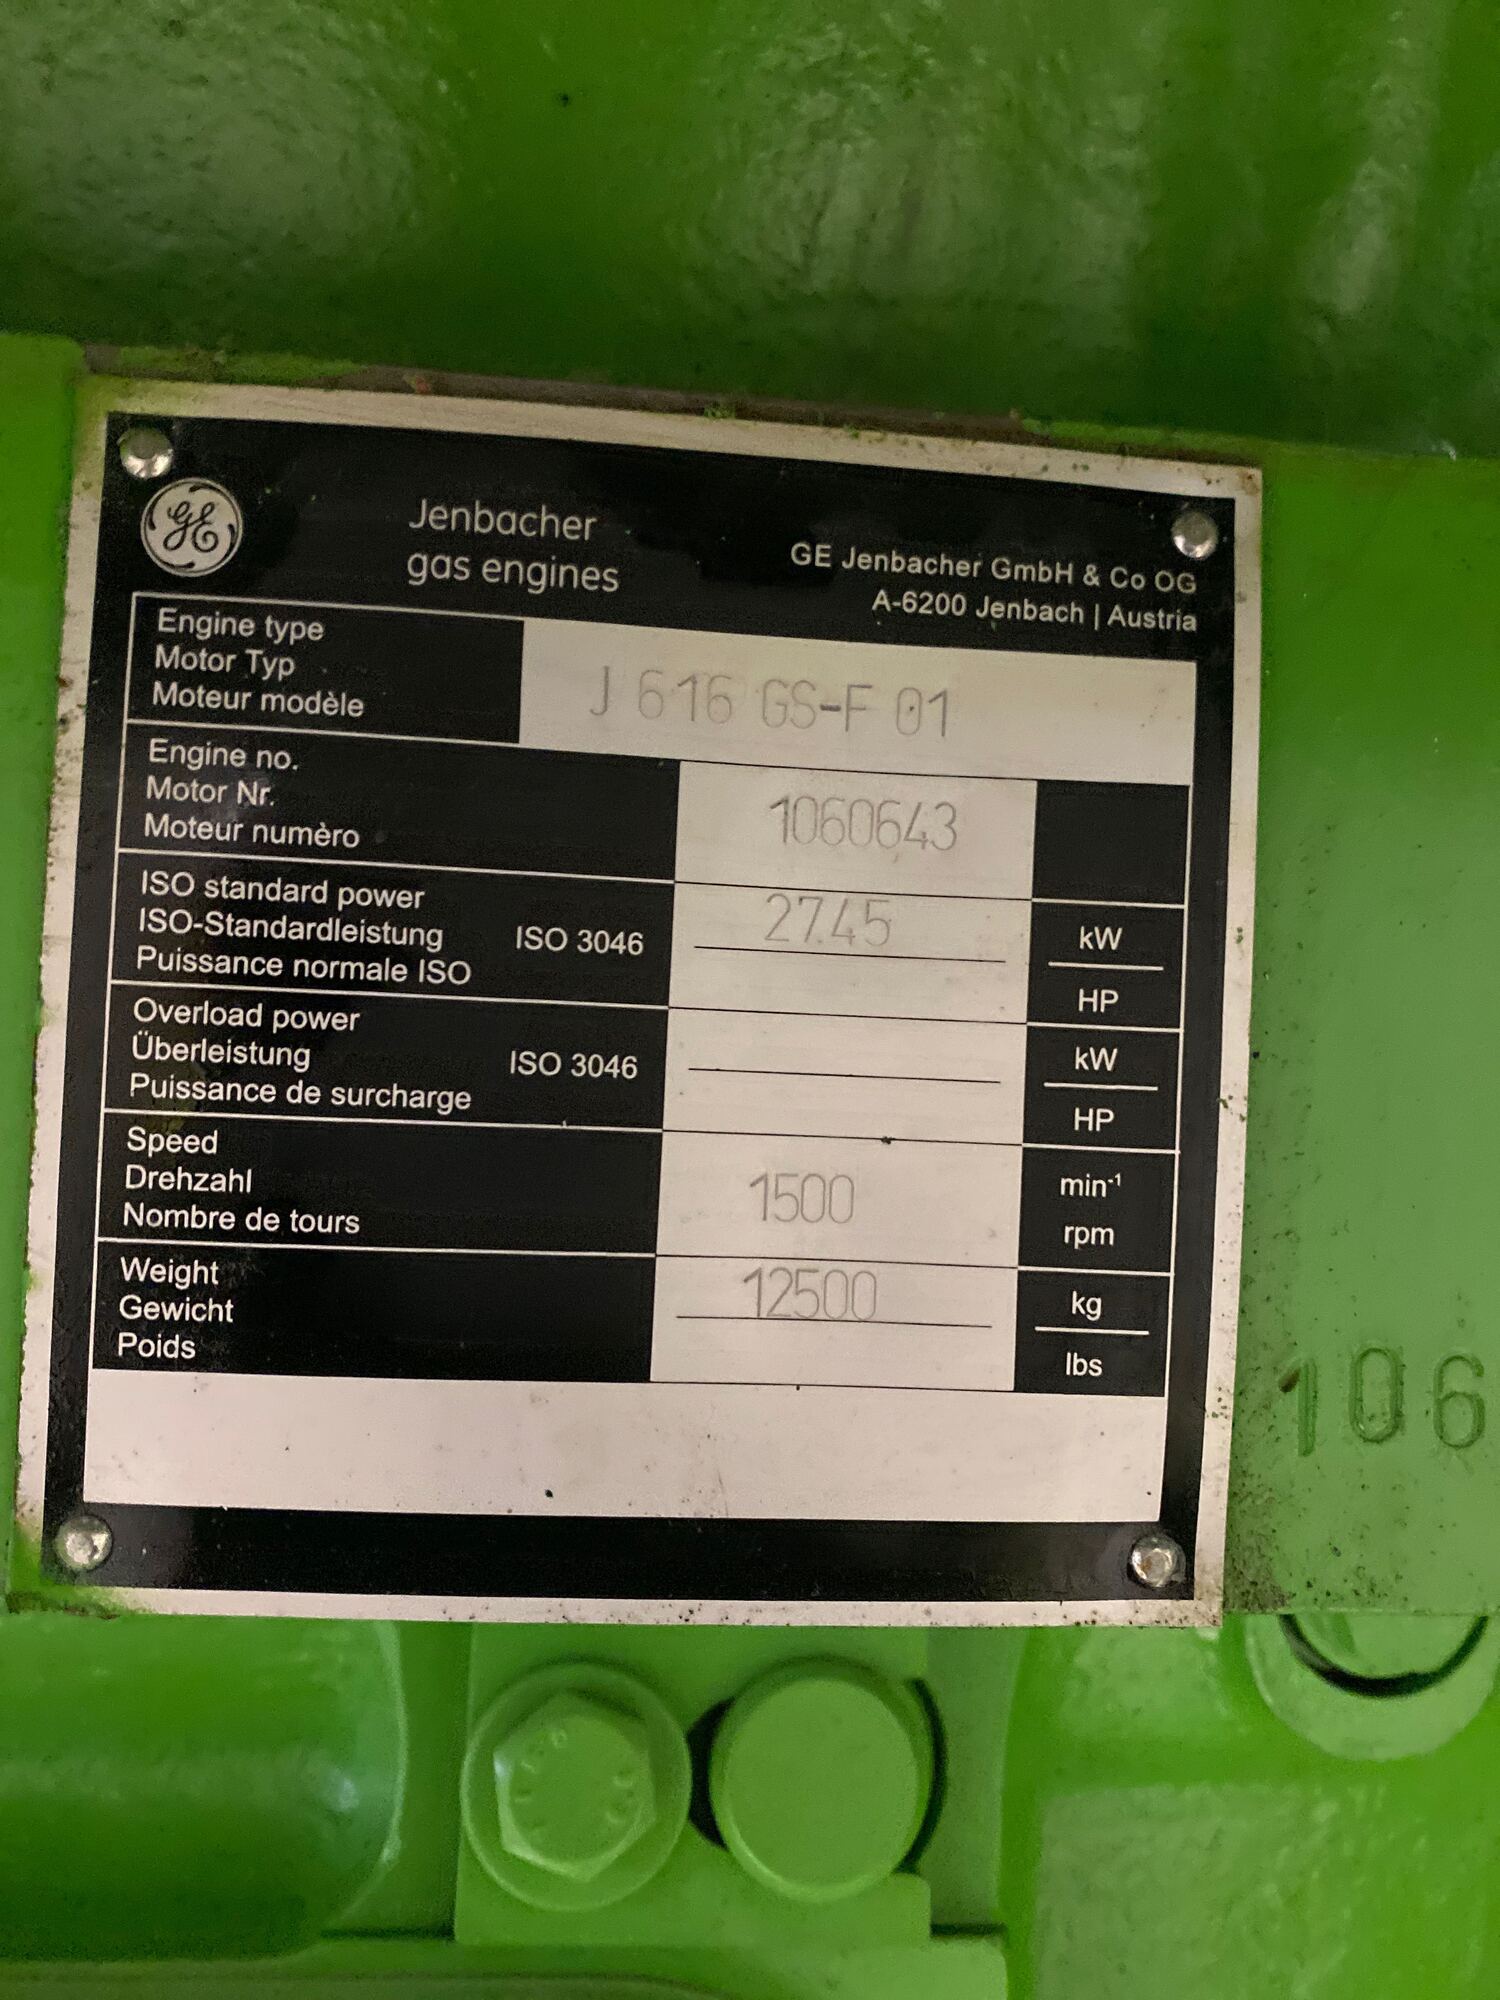 GE
Jenbacher
gas engines
GE Jenbacher GmbH & Co OG
A-6200 Jenbach | Austria
Engine type
Motor Typ
Moteur modèle
J 616 GS-F 01
Engine no.
Motor Nr.
Moteur numèro
1060643
ISO standard power
ISO-Standardleistung ISO 3046
Puissance normale ISO
2745
kW
HP
Overload power
Überleistung ISO 3046
Puissance de surcharge
kW
HP
Speed
Drehzahl
Nombre de tours
1500
min-¹
rpm
Weight
Gewicht
Poids
12500
kg
lbs
106